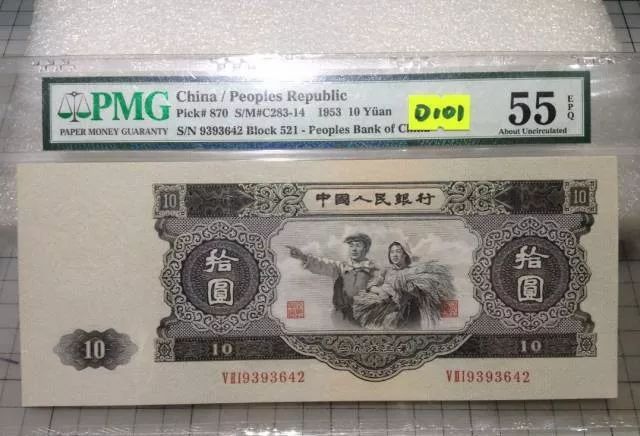 PMG
PAPER MONEY GUARANTY
China / Peoples Republic
Pick# 870 S/M#C283-14 1953 10 Yüan
S/N 9393642 Block 521 - Peoples Bank of China
D101
55
EPQ
About Uncirculated
10
中國人民銀行
10
拾圓
拾圓
10
10
10
VIII9393642
VIII9393642